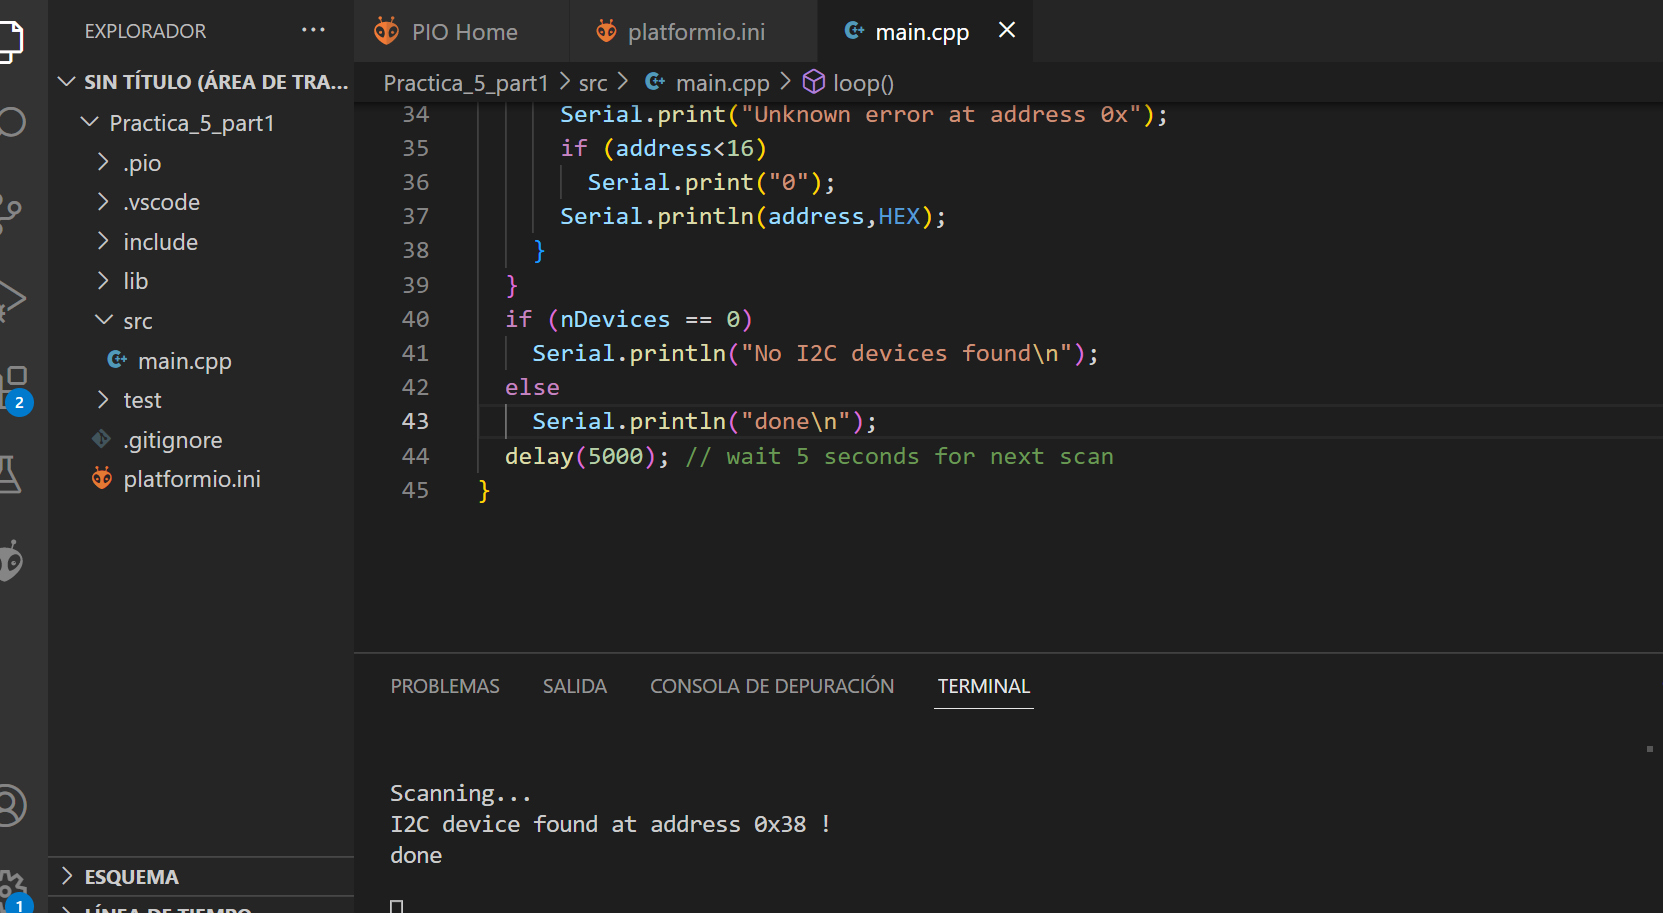 EXPLORADOR ...
SIN TÍTULO (ÁREA DE TRA...
Practica_5_part1
.pio
.vscode
include
lib
src
main.cpp
test
.gitignore
platformio.ini
ESQUEMA
LÍNEA DE TIEMPO
2
1
PIO Home
platformio.ini
main.cpp
Practica_5_part1 > src > main.cpp > loop()
34 Serial.print("Unknown error at address 0x");
35 if (address<16)
36 Serial.print("0");
37 Serial.println(address,HEX);
38 }
39 }
40 if (nDevices == 0)
41 Serial.println("No I2C devices found\n");
42 else
43 Serial.println("done\n");
44 delay(5000); // wait 5 seconds for next scan
45 }
PROBLEMAS SALIDA CONSOLA DE DEPURACIÓN TERMINAL
Scanning...
I2C device found at address 0x38 !
done